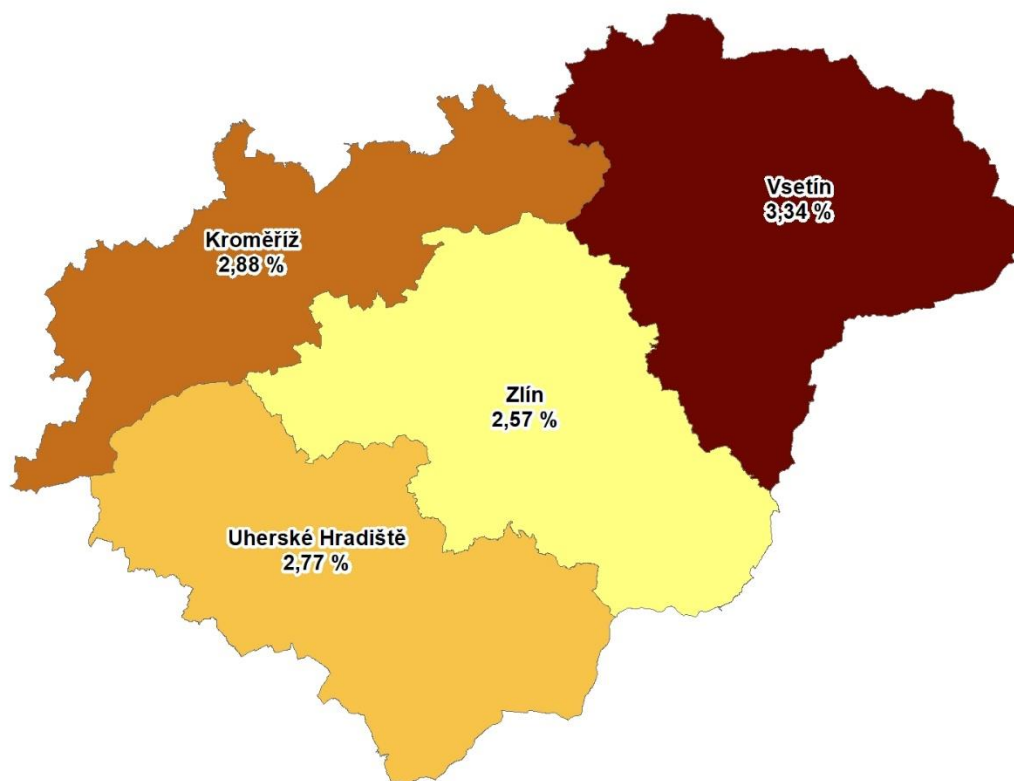 Vsetín
3,34 %
Kroměříž
2,88 %
Zlín
2,57 %
Uherské Hradiště
2,77 %